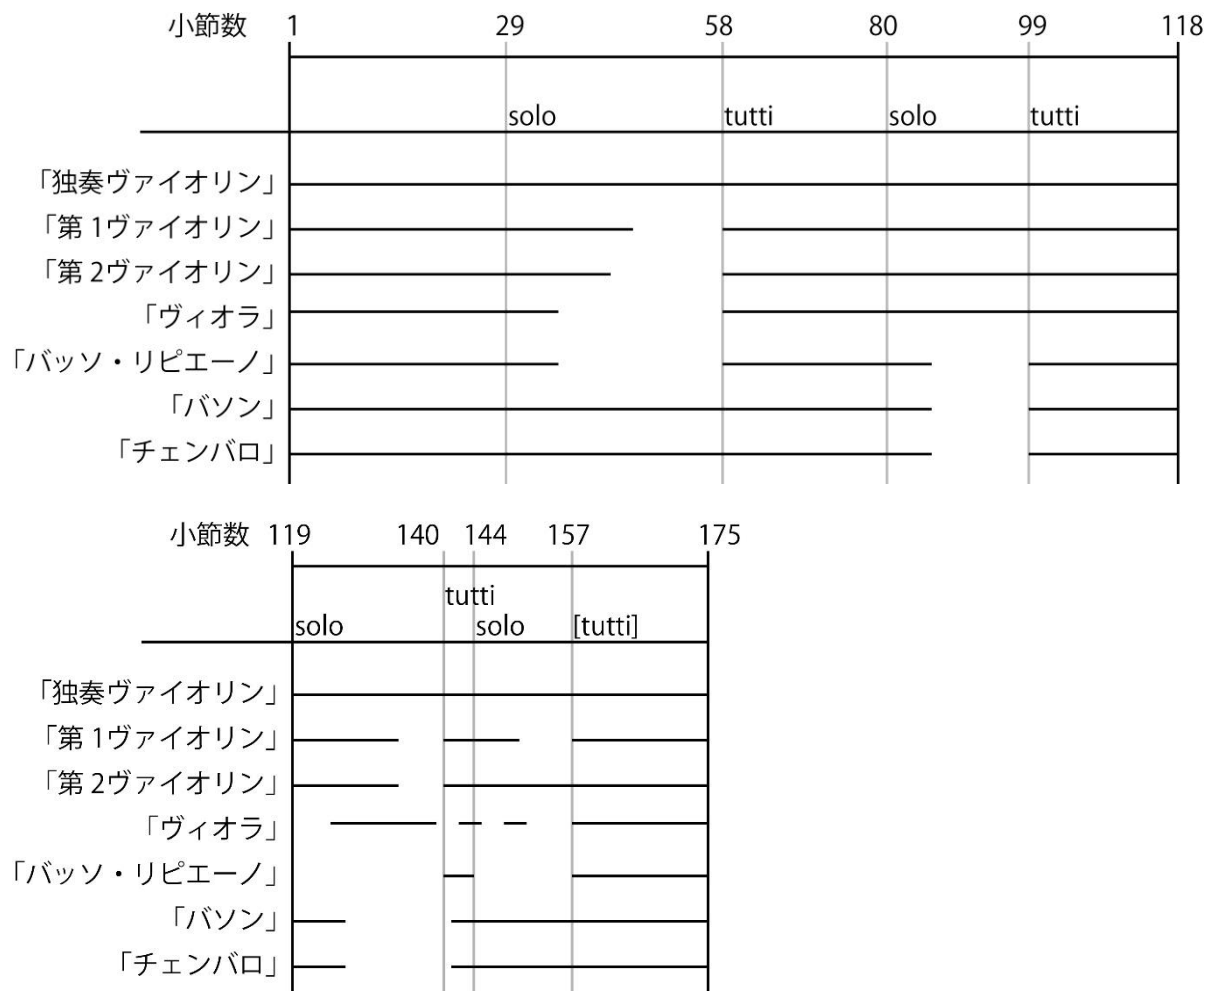 小節数 1 29 58 80 99 118
solo tutti solo tutti
「独奏ヴァイオリン」
「第 1ヴァイオリン」
「第 2ヴァイオリン」
「ヴィオラ」
「バッソ・リピエーノ」
「バソン」
「チェンバロ」
小節数 119 140 144 157 175
tutti
solo solo [tutti]
「独奏ヴァイオリン」
「第 1ヴァイオリン」
「第 2ヴァイオリン」
「ヴィオラ」
「バッソ・リピエーノ」
「バソン」
「チェンバロ」